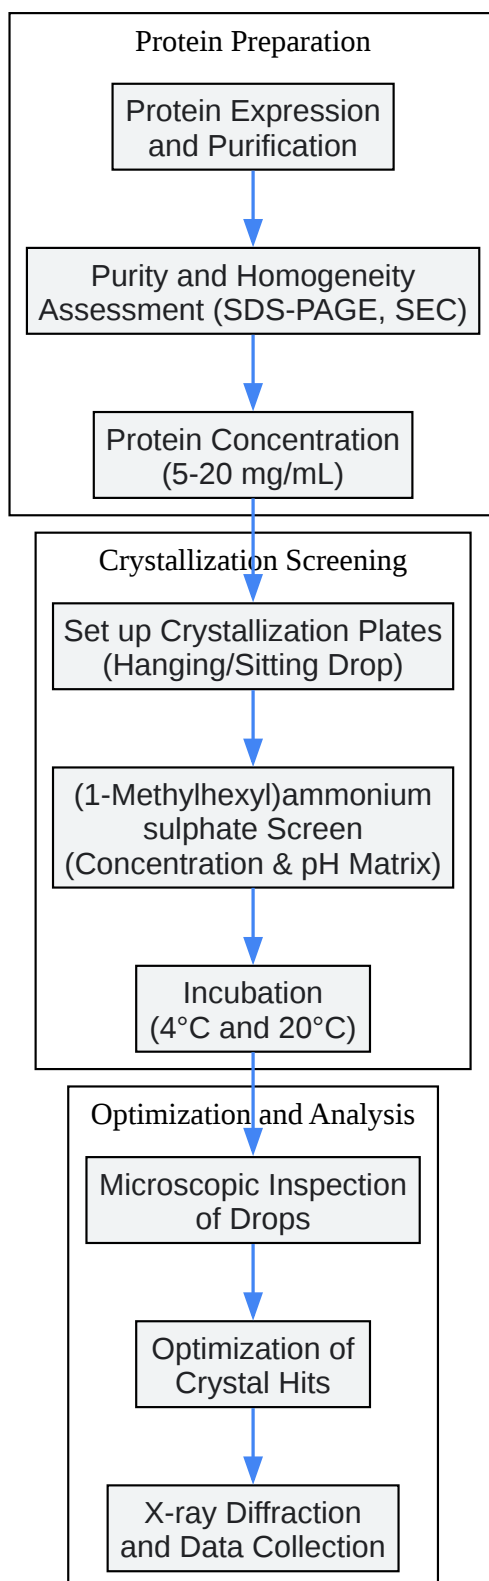 Protein Preparation
Protein Expression
and Purification
Purity and Homogeneity
Assessment (SDS-PAGE, SEC)
Protein Concentration
(5-20 mg/mL)
Crystallization Screening
Set up Crystallization Plates
(Hanging/Sitting Drop)
(1-Methylhexyl)ammonium
sulphate Screen
(Concentration & pH Matrix)
Incubation
(4°C and 20°C)
Optimization and Analysis
Microscopic Inspection
of Drops
Optimization of
Crystal Hits
X-ray Diffraction
and Data Collection